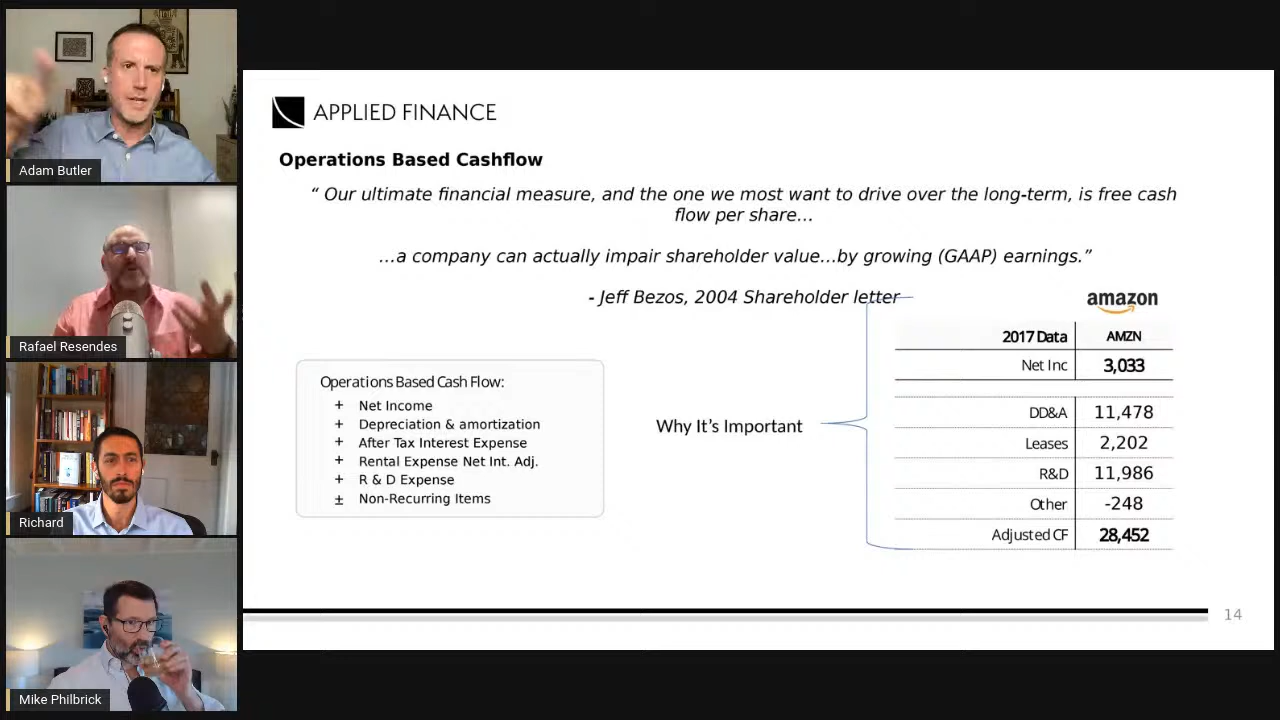 Adam Butler
Rafael Resendes
Richard
Mike Philbrick
APPLIED FINANCE
Operations Based Cashflow
“ Our ultimate financial measure, and the one we most want to drive over the long-term, is free cash
flow per share…
…a company can actually impair shareholder value…by growing (GAAP) earnings.”
- Jeff Bezos, 2004 Shareholder letter
Operations Based Cash Flow:
+ Net Income
+ Depreciation & amortization
+ After Tax Interest Expense
+ Rental Expense Net Int. Adj.
+ R & D Expense
± Non-Recurring Items
Why It’s Important
amazon
2017 Data AMZN
Net Inc 3,033
DD&A 11,478
Leases 2,202
R&D 11,986
Other -248
Adjusted CF 28,452
14